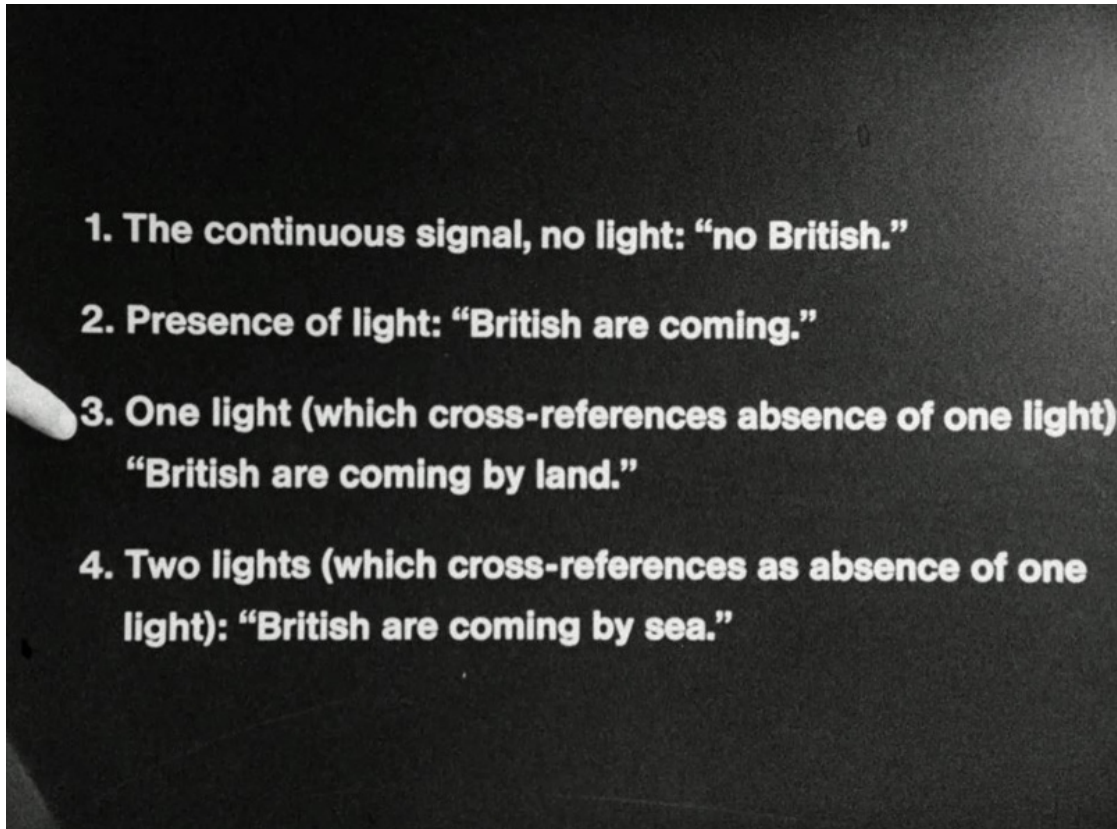 1. The continuous signal, no light: “no British.”
2. Presence of light: “British are coming.”
3. One light (which cross-references absence of one light)
“British are coming by land.”
4. Two lights (which cross-references as absence of one
light): “British are coming by sea.”